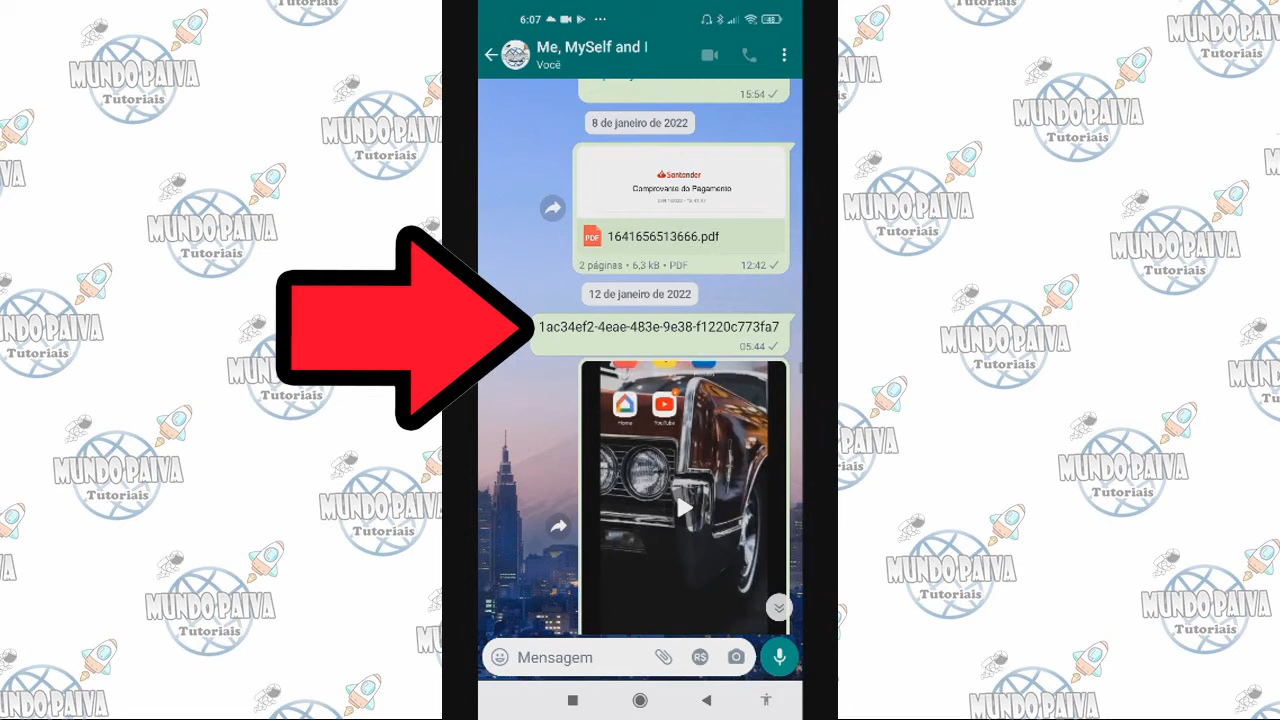 MUNDO PAIVA
Tutoriais
6:07
Me, MySelf and I
Você
15:54
8 de janeiro de 2022
Santander
Comprovante do Pagamento
PDF
1641656513666.pdf
2 páginas • 6,3 kB • PDF
12:42
12 de janeiro de 2022
1ac34ef2-4eae-483e-9e38-f1220c773fa7
05:44
Home
YouTube
Mensagem
R$